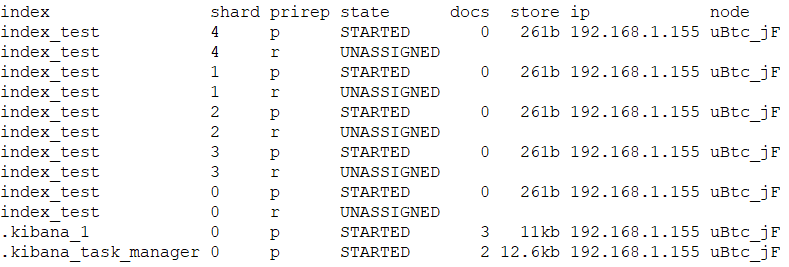 index shard prirep state docs store ip node
index_test 4 p STARTED 0 261b 192.168.1.155 uBtc_jF
index_test 4 r UNASSIGNED
index_test 1 p STARTED 0 261b 192.168.1.155 uBtc_jF
index_test 1 r UNASSIGNED
index_test 2 p STARTED 0 261b 192.168.1.155 uBtc_jF
index_test 2 r UNASSIGNED
index_test 3 p STARTED 0 261b 192.168.1.155 uBtc_jF
index_test 3 r UNASSIGNED
index_test 0 p STARTED 0 261b 192.168.1.155 uBtc_jF
index_test 0 r UNASSIGNED
.kibana_1 0 p STARTED 3 11kb 192.168.1.155 uBtc_jF
.kibana_task_manager 0 p STARTED 2 12.6kb 192.168.1.155 uBtc_jF